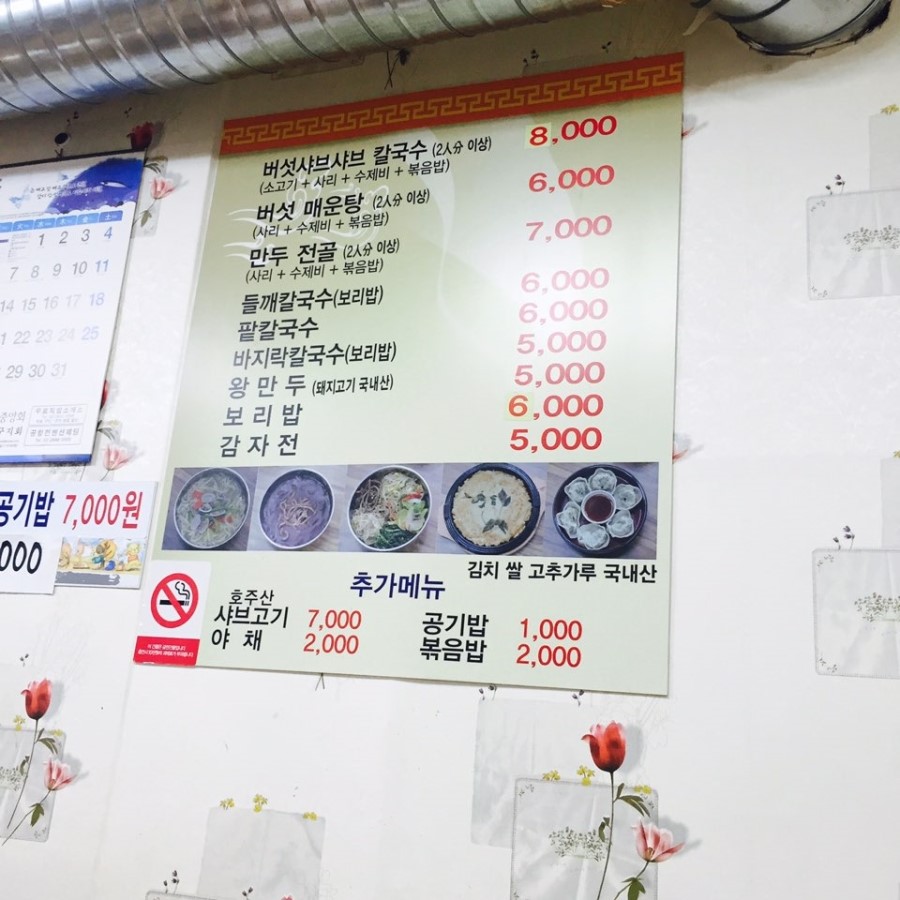 버섯샤브샤브 칼국수 (2人分 이상) 8,000
(소고기 + 사리 + 수제비 + 볶음밥)
버섯 매운탕 (2人分 이상) 6,000
(사리 + 수제비 + 볶음밥)
만두 전골 (2人分 이상) 7,000
(사리 + 수제비 + 볶음밥)
들깨칼국수(보리밥) 6,000
팥칼국수 6,000
바지락칼국수(보리밥) 5,000
왕만두 (돼지고기 국내산) 5,000
보리밥 6,000
감자전 5,000
김치 쌀 고추가루 국내산
추가메뉴
호주산
샤브고기 7,000 공기밥 1,000
야채 2,000 볶음밥 2,000
공기밥 7,000원
000
1 2 3 4
7 8 9 10 11
14 15 16 17 18
21 22 23 24 25
29 30 31
중앙회
구지회